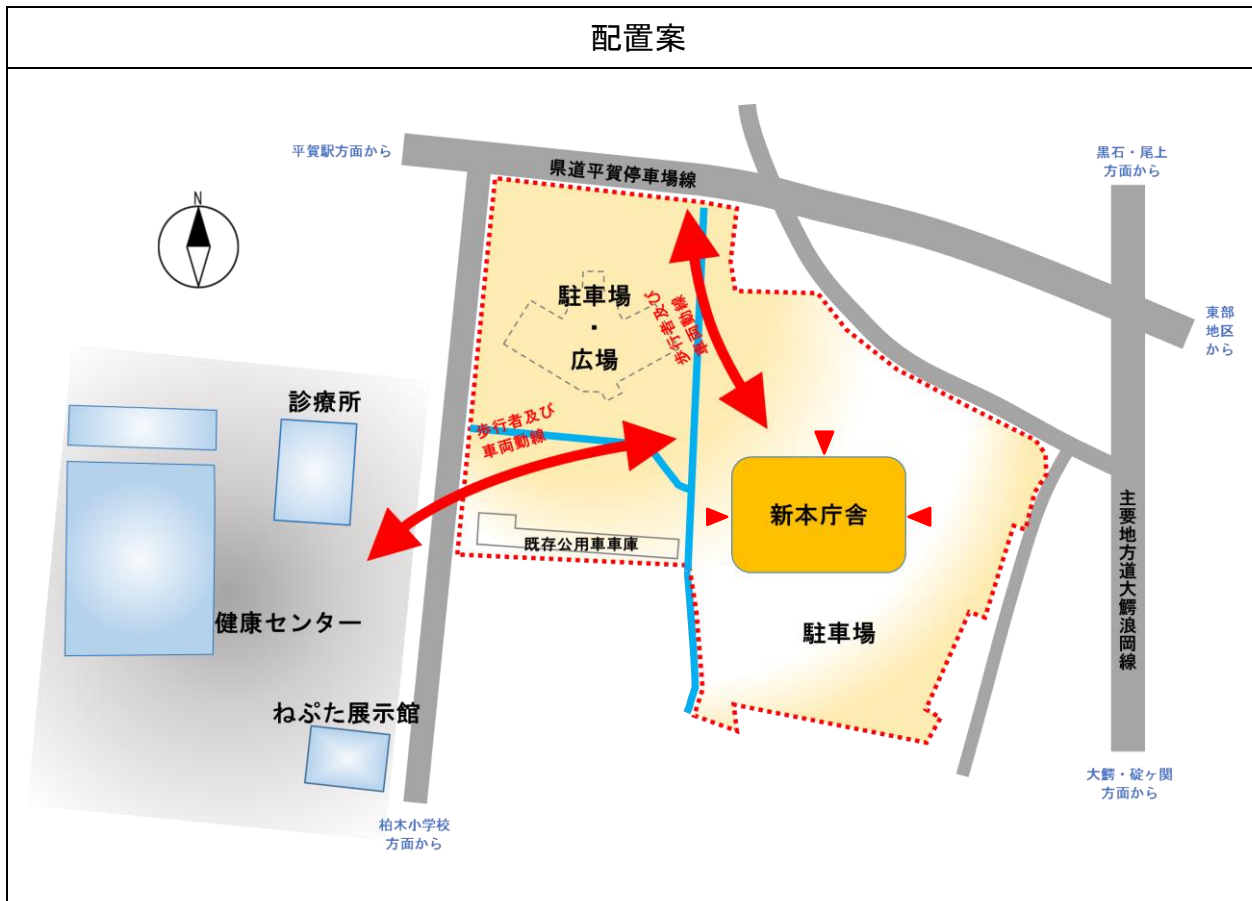 配置案
平賀駅方面から
県道平賀停車場線
黒石・尾上
方面から
N
駐車場
・
広場
歩行者及び
車両動線
東部
地区
から
診療所
歩行者及び
車両動線
新本庁舎
既存公用車車庫
主要地方道大鰐浪岡線
健康センター
駐車場
ねぷた展示館
大鰐・碇ヶ関
方面から
柏木小学校
方面から